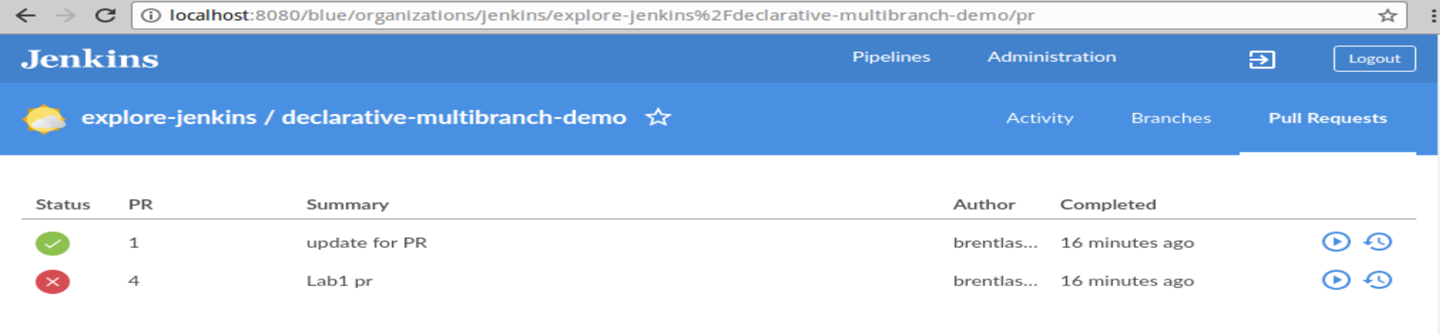 localhost:8080/blue/organizations/jenkins/explore-jenkins%2Fdeclarative-multibranch-demo/pr
Jenkins Pipelines Administration Logout
explore-jenkins / declarative-multibranch-demo Activity Branches Pull Requests
Status PR Summary Author Completed
1 update for PR brentlas... 16 minutes ago
4 Lab1 pr brentlas... 16 minutes ago